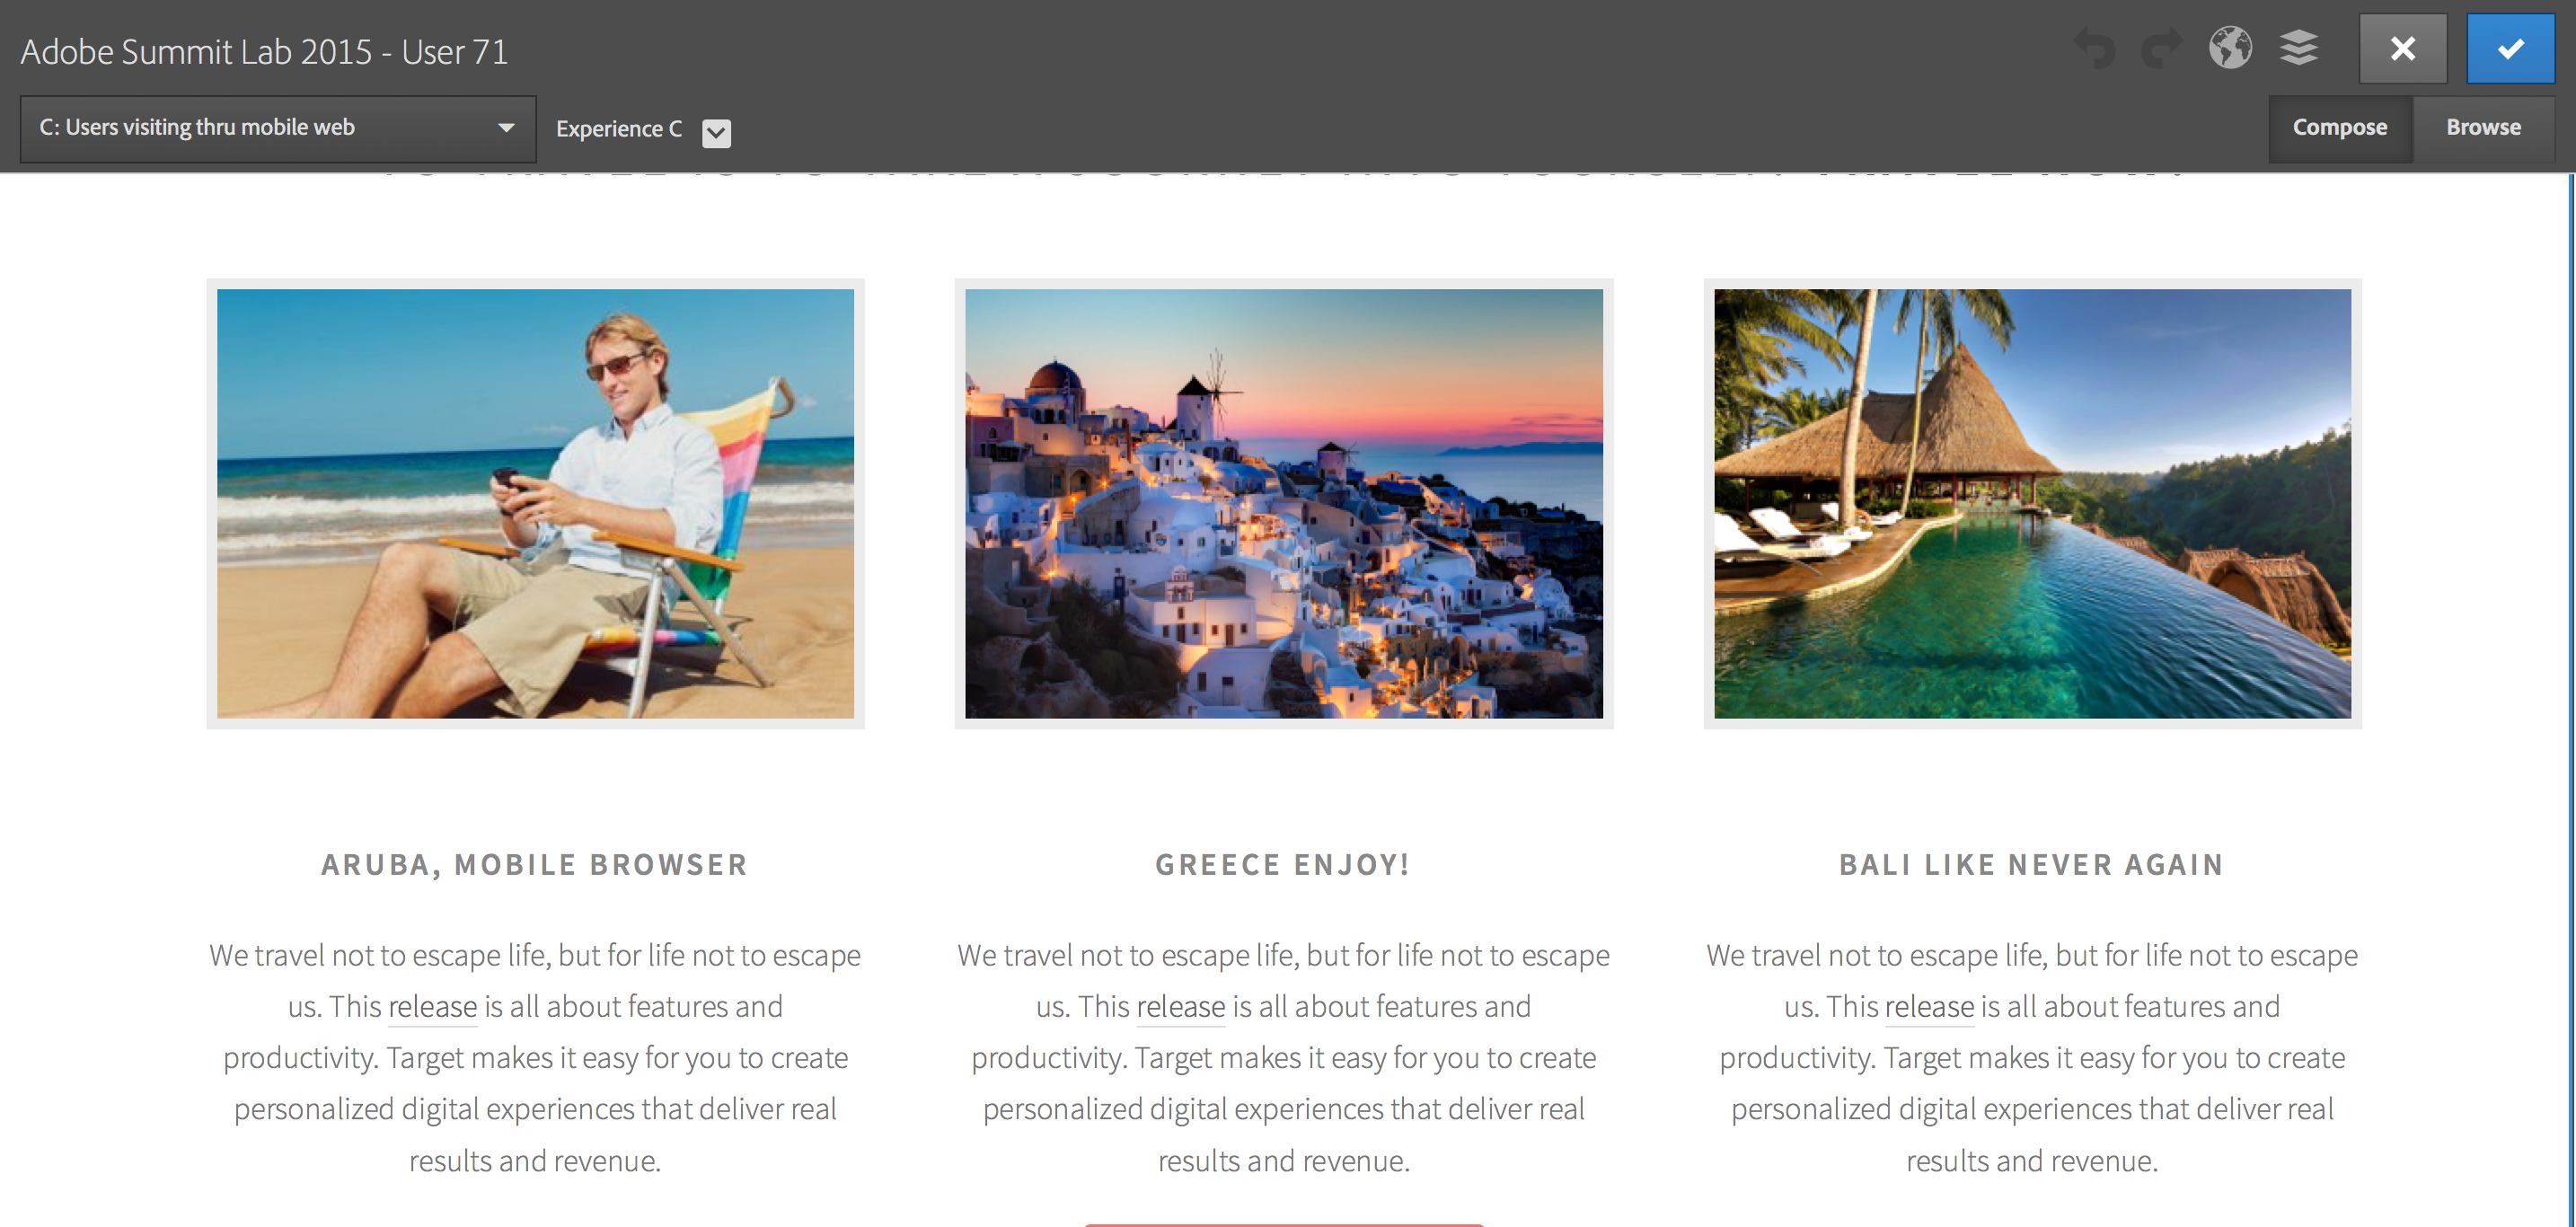 Adobe Summit Lab 2015 - User 71
C: Users visiting thru mobile web
Experience C
Compose
Browse
ARUBA, MOBILE BROWSER
We travel not to escape life, but for life not to escape
us. This release is all about features and
productivity. Target makes it easy for you to create
personalized digital experiences that deliver real
results and revenue.
GREECE ENJOY!
We travel not to escape life, but for life not to escape
us. This release is all about features and
productivity. Target makes it easy for you to create
personalized digital experiences that deliver real
results and revenue.
BALI LIKE NEVER AGAIN
We travel not to escape life, but for life not to escape
us. This release is all about features and
productivity. Target makes it easy for you to create
personalized digital experiences that deliver real
results and revenue.